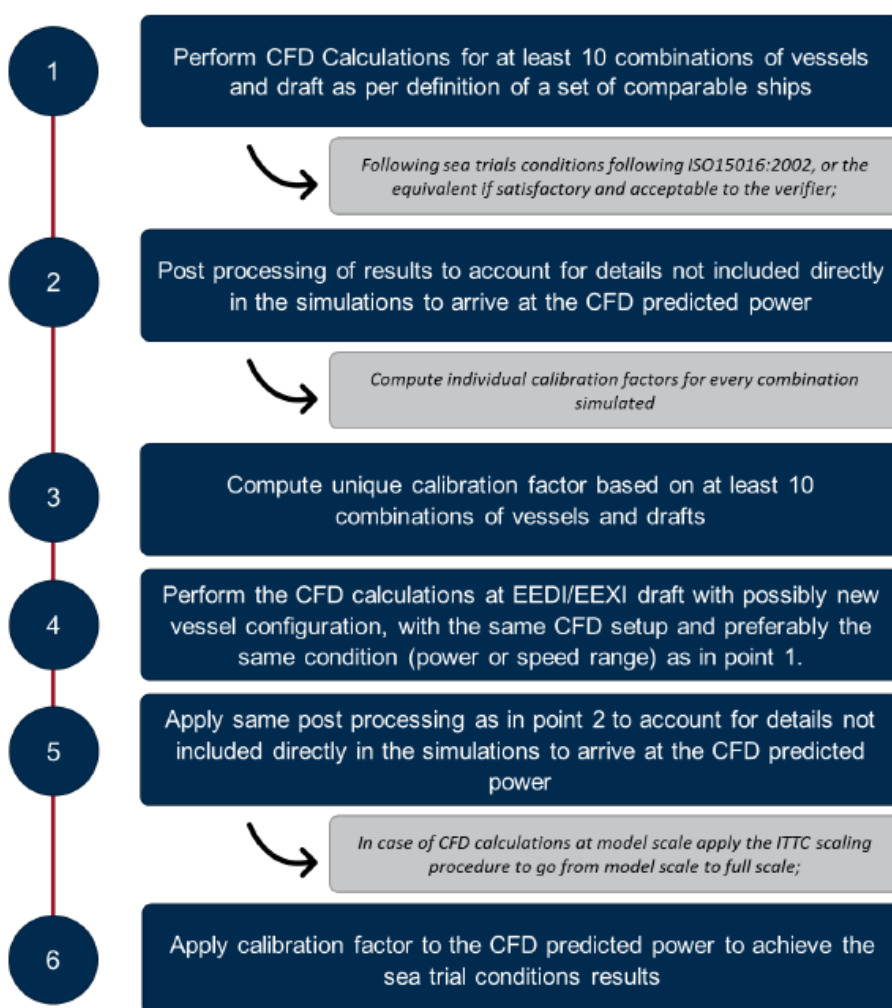 1
Perform CFD Calculations for at least 10 combinations of vessels
and draft as per definition of a set of comparable ships
Following sea trials conditions following ISO15016:2002, or the
equivalent if satisfactory and acceptable to the verifier;
2
Post processing of results to account for details not included directly
in the simulations to arrive at the CFD predicted power
Compute individual calibration factors for every combination
simulated
3
Compute unique calibration factor based on at least 10
combinations of vessels and drafts
4
Perform the CFD calculations at EEDI/EEXI draft with possibly new
vessel configuration, with the same CFD setup and preferably the
same condition (power or speed range) as in point 1.
5
Apply same post processing as in point 2 to account for details not
included directly in the simulations to arrive at the CFD predicted
power
In case of CFD calculations at model scale apply the ITTC scaling
procedure to go from model scale to full scale;
6
Apply calibration factor to the CFD predicted power to achieve the
sea trial conditions results